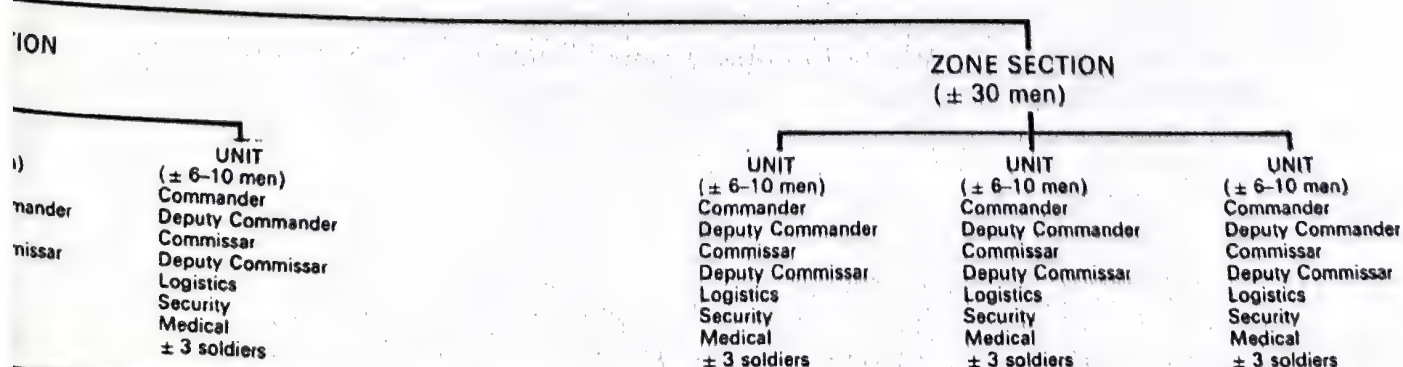 ZONE SECTION
(± 30 men)
UNIT
(± 6–10 men)
Commander
Deputy Commander
Commissar
Deputy Commissar
Logistics
Security
Medical
± 3 soldiers
UNIT
(± 6–10 men)
Commander
Deputy Commander
Commissar
Deputy Commissar
Logistics
Security
Medical
± 3 soldiers
UNIT
(± 6–10 men)
Commander
Deputy Commander
Commissar
Deputy Commissar
Logistics
Security
Medical
± 3 soldiers
UNIT
(± 6–10 men)
Commander
Deputy Commander
Commissar
Deputy Commissar
Logistics
Security
Medical
± 3 soldiers